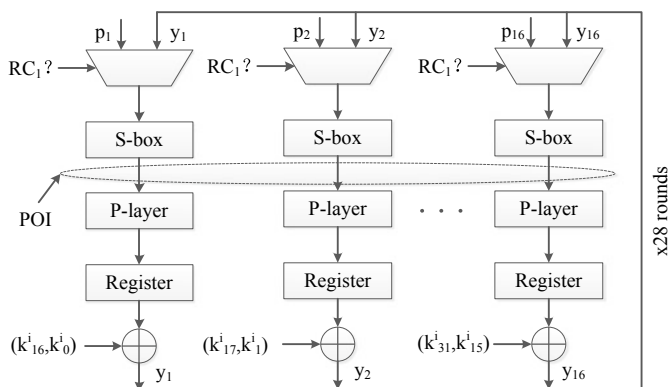 p₁ y₁ p₂ y₂ p₁₆ y₁₆
RC₁? RC₁? RC₁?
S-box S-box S-box
POI
P-layer P-layer . . . P-layer
Register Register Register
(kⁱ₁₆,kⁱ₀) (kⁱ₁₇,kⁱ₁) (kⁱ₃₁,kⁱ₁₅)
y₁ y₂ y₁₆
x28 rounds